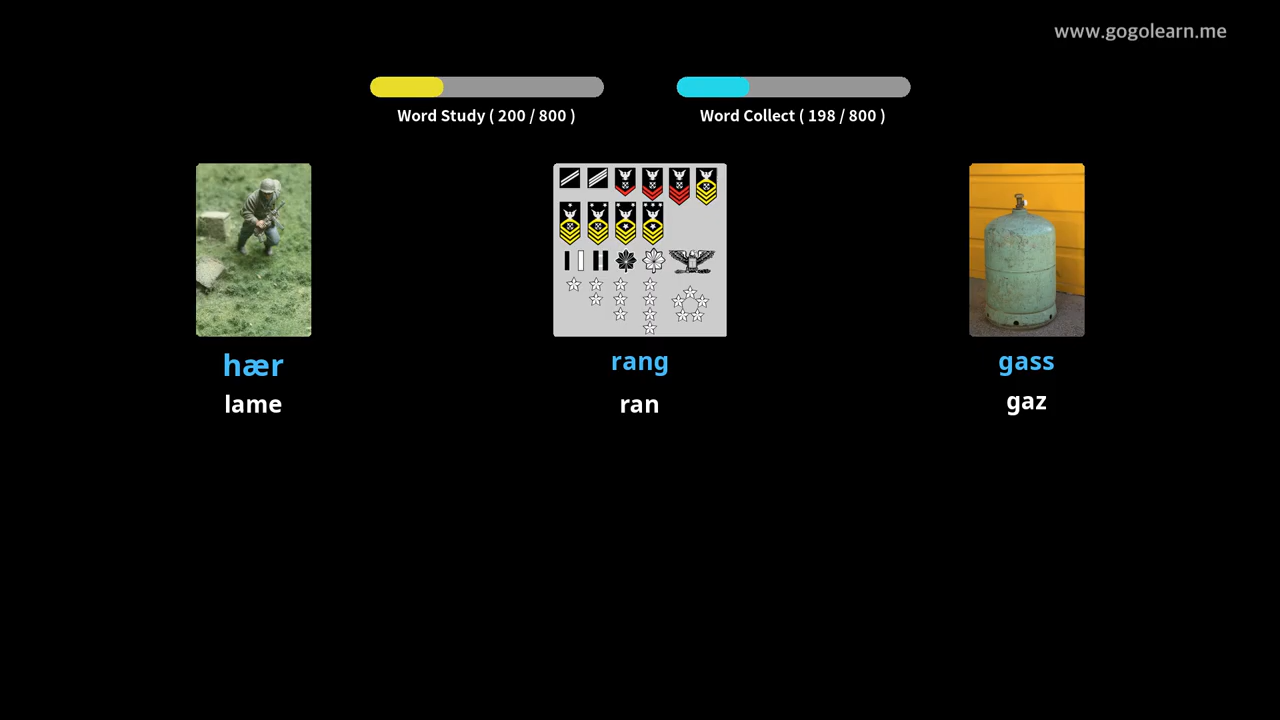 www.gogolearn.me
Word Study ( 200 / 800 )
Word Collect ( 198 / 800 )
hær
rang
gass
lame
ran
gaz